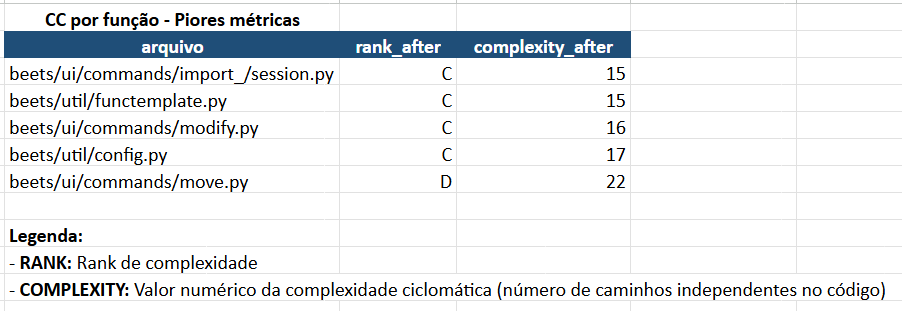 CC por função - Piores métricas
arquivo rank_after complexity_after
beets/ui/commands/import_/session.py C 15
beets/util/functemplate.py C 15
beets/ui/commands/modify.py C 16
beets/util/config.py C 17
beets/ui/commands/move.py D 22
Legenda:
- RANK: Rank de complexidade
- COMPLEXITY: Valor numérico da complexidade ciclomática (número de caminhos independentes no código)